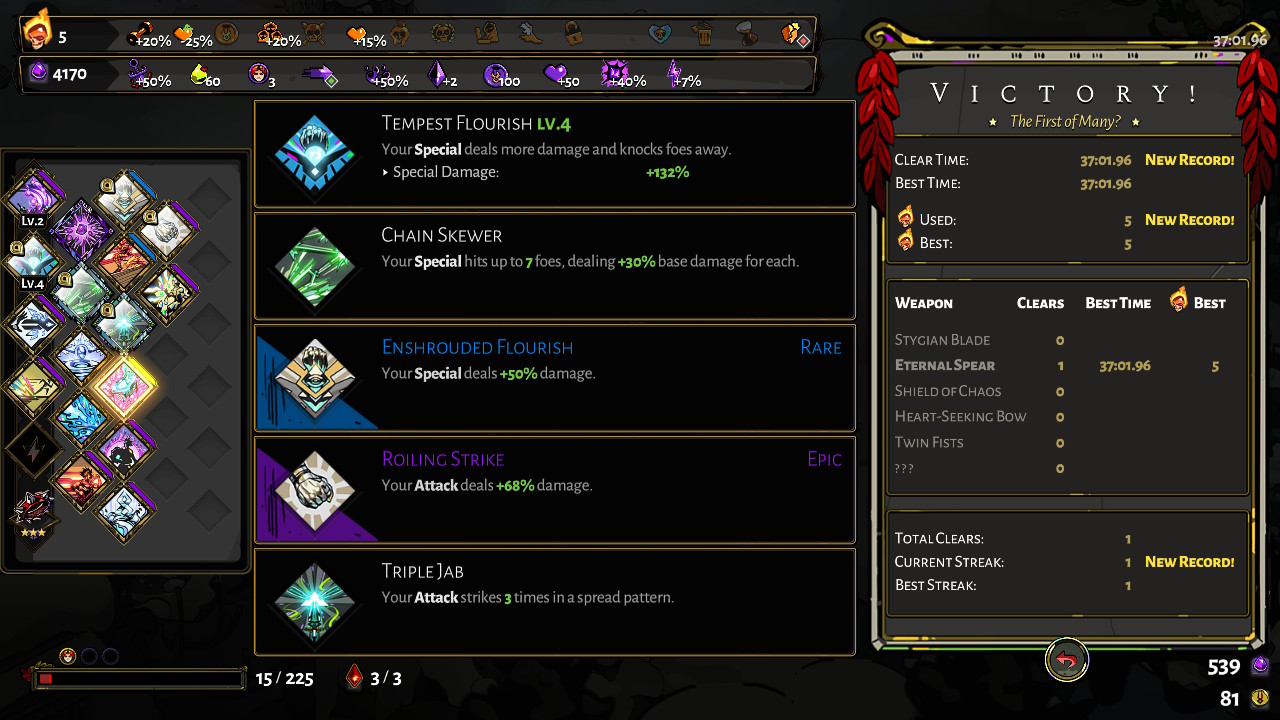 5
+20%
-25%
+20%
+15%
37:01.96
4170
+50%
60
3
+50%
+2
100
+50
+40%
+7%
Lv.2
Lv.4
TEMPEST FLOURISH LV.4
Your Special deals more damage and knocks foes away.
Special Damage: +132%
CHAIN SKEWER
Your Special hits up to 7 foes, dealing +30% base damage for each.
ENSHROUDED FLOURISH RARE
Your Special deals +50% damage.
ROILING STRIKE EPIC
Your Attack deals +68% damage.
TRIPLE JAB
Your Attack strikes 3 times in a spread pattern.
15 / 225
3 / 3
VICTORY!
The First of Many?
CLEAR TIME: 37:01.96 NEW RECORD!
BEST TIME: 37:01.96
USED: 5 NEW RECORD!
BEST: 5
WEAPON CLEARS BEST TIME BEST
STYGIAN BLADE 0
ETERNAL SPEAR 1 37:01.96 5
SHIELD OF CHAOS 0
HEART-SEEKING BOW 0
TWIN FISTS 0
??? 0
TOTAL CLEARS: 1
CURRENT STREAK: 1 NEW RECORD!
BEST STREAK: 1
539
81